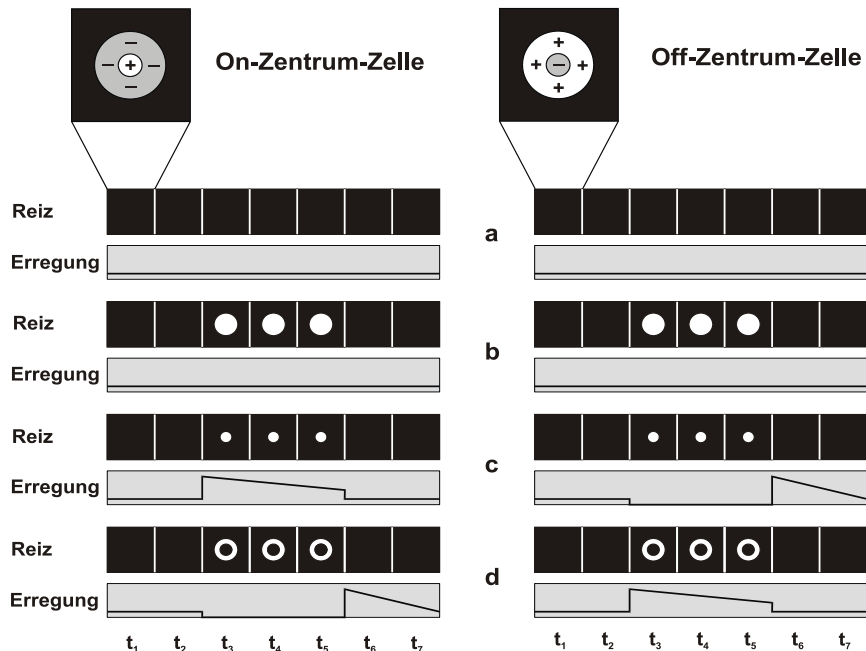 On-Zentrum-Zelle
Off-Zentrum-Zelle
− − + − −
+ + − + +
Reiz
a
Erregung
Reiz
b
Erregung
Reiz
c
Erregung
Reiz
d
Erregung
t₁ t₂ t₃ t₄ t₅ t₆ t₇ t₁ t₂ t₃ t₄ t₅ t₆ t₇